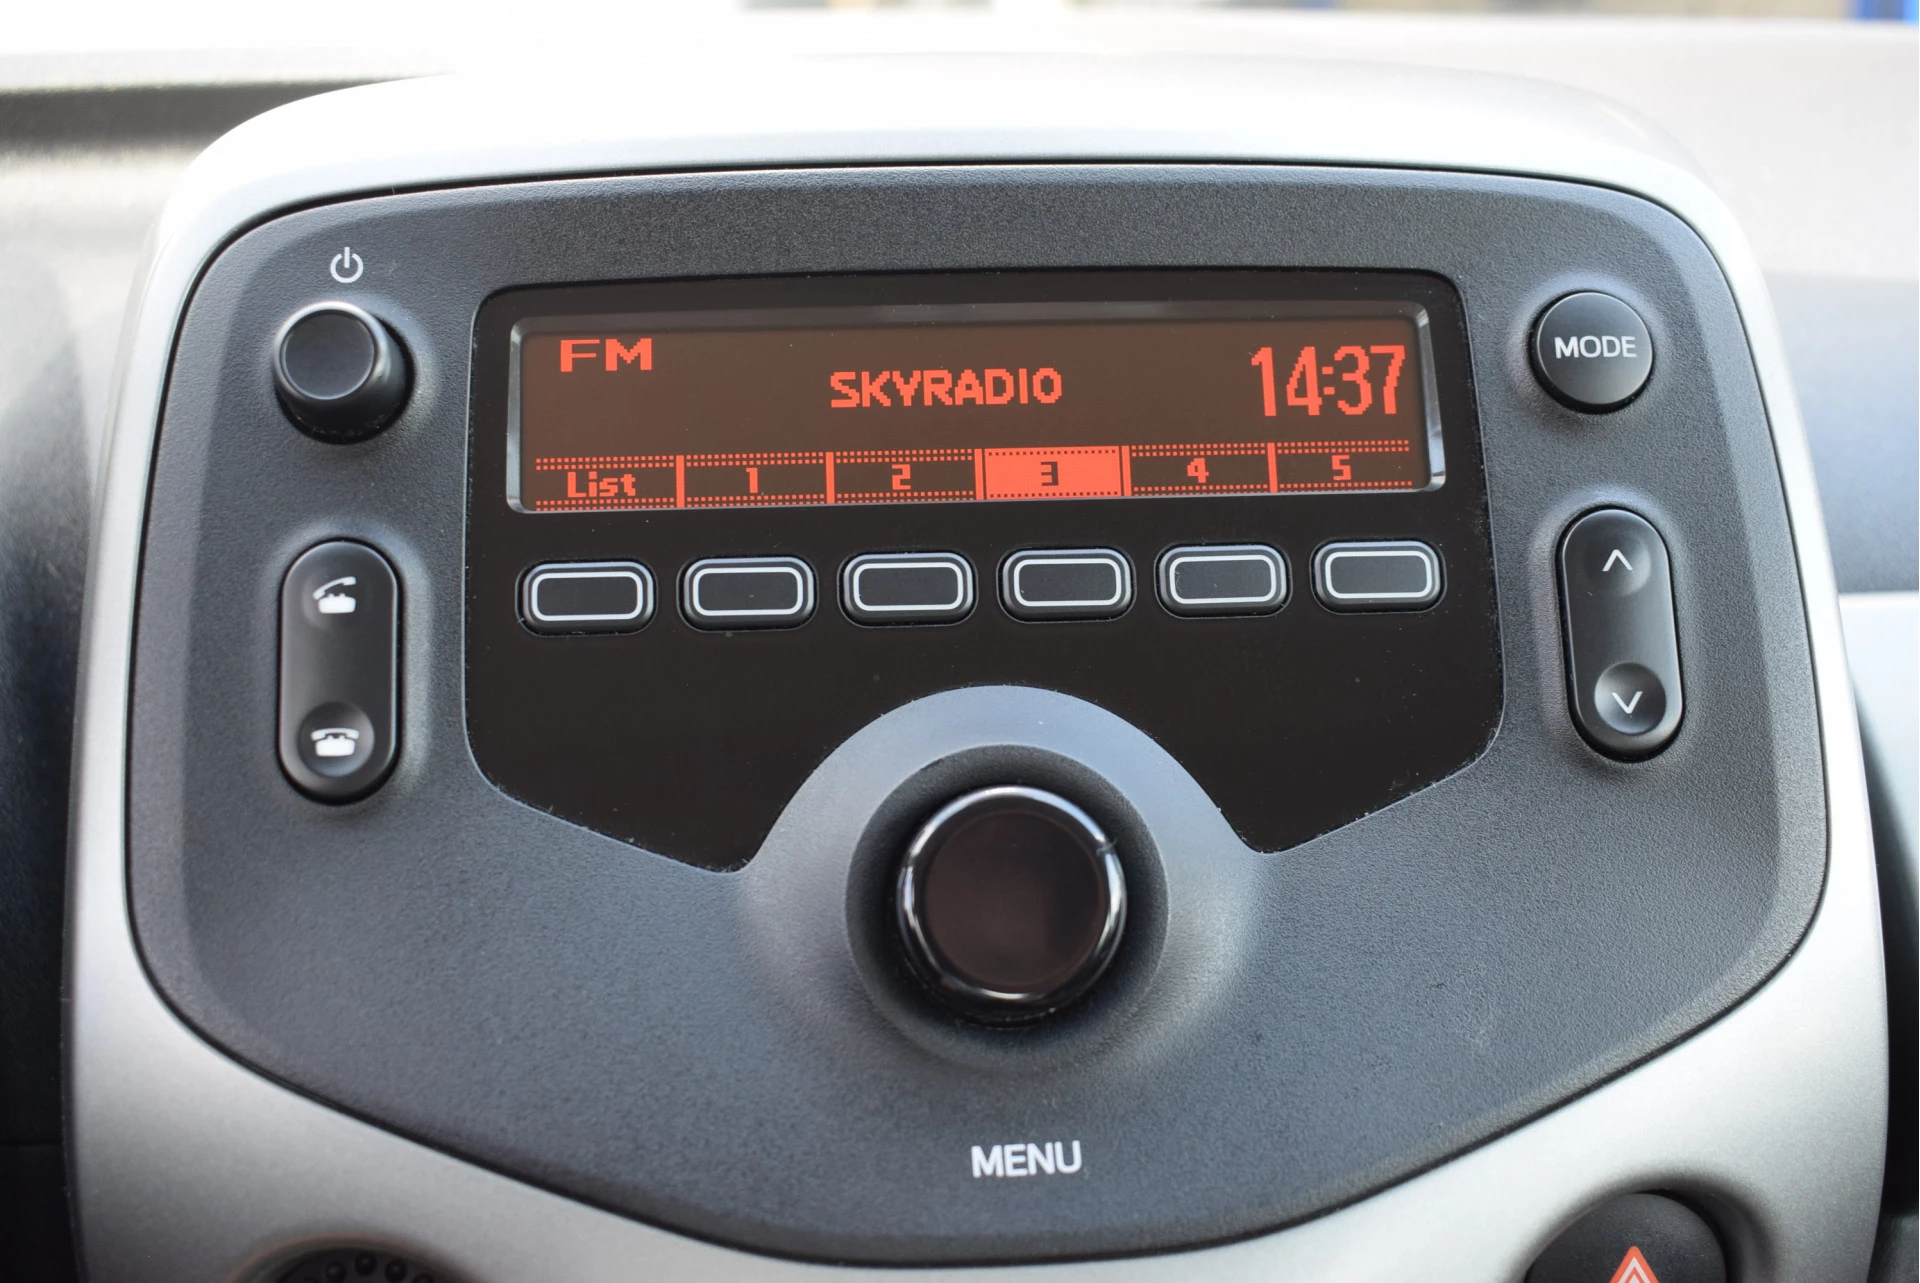 FM
SKYRADIO
14:37
List 1 2 3 4 5
MODE
MENU